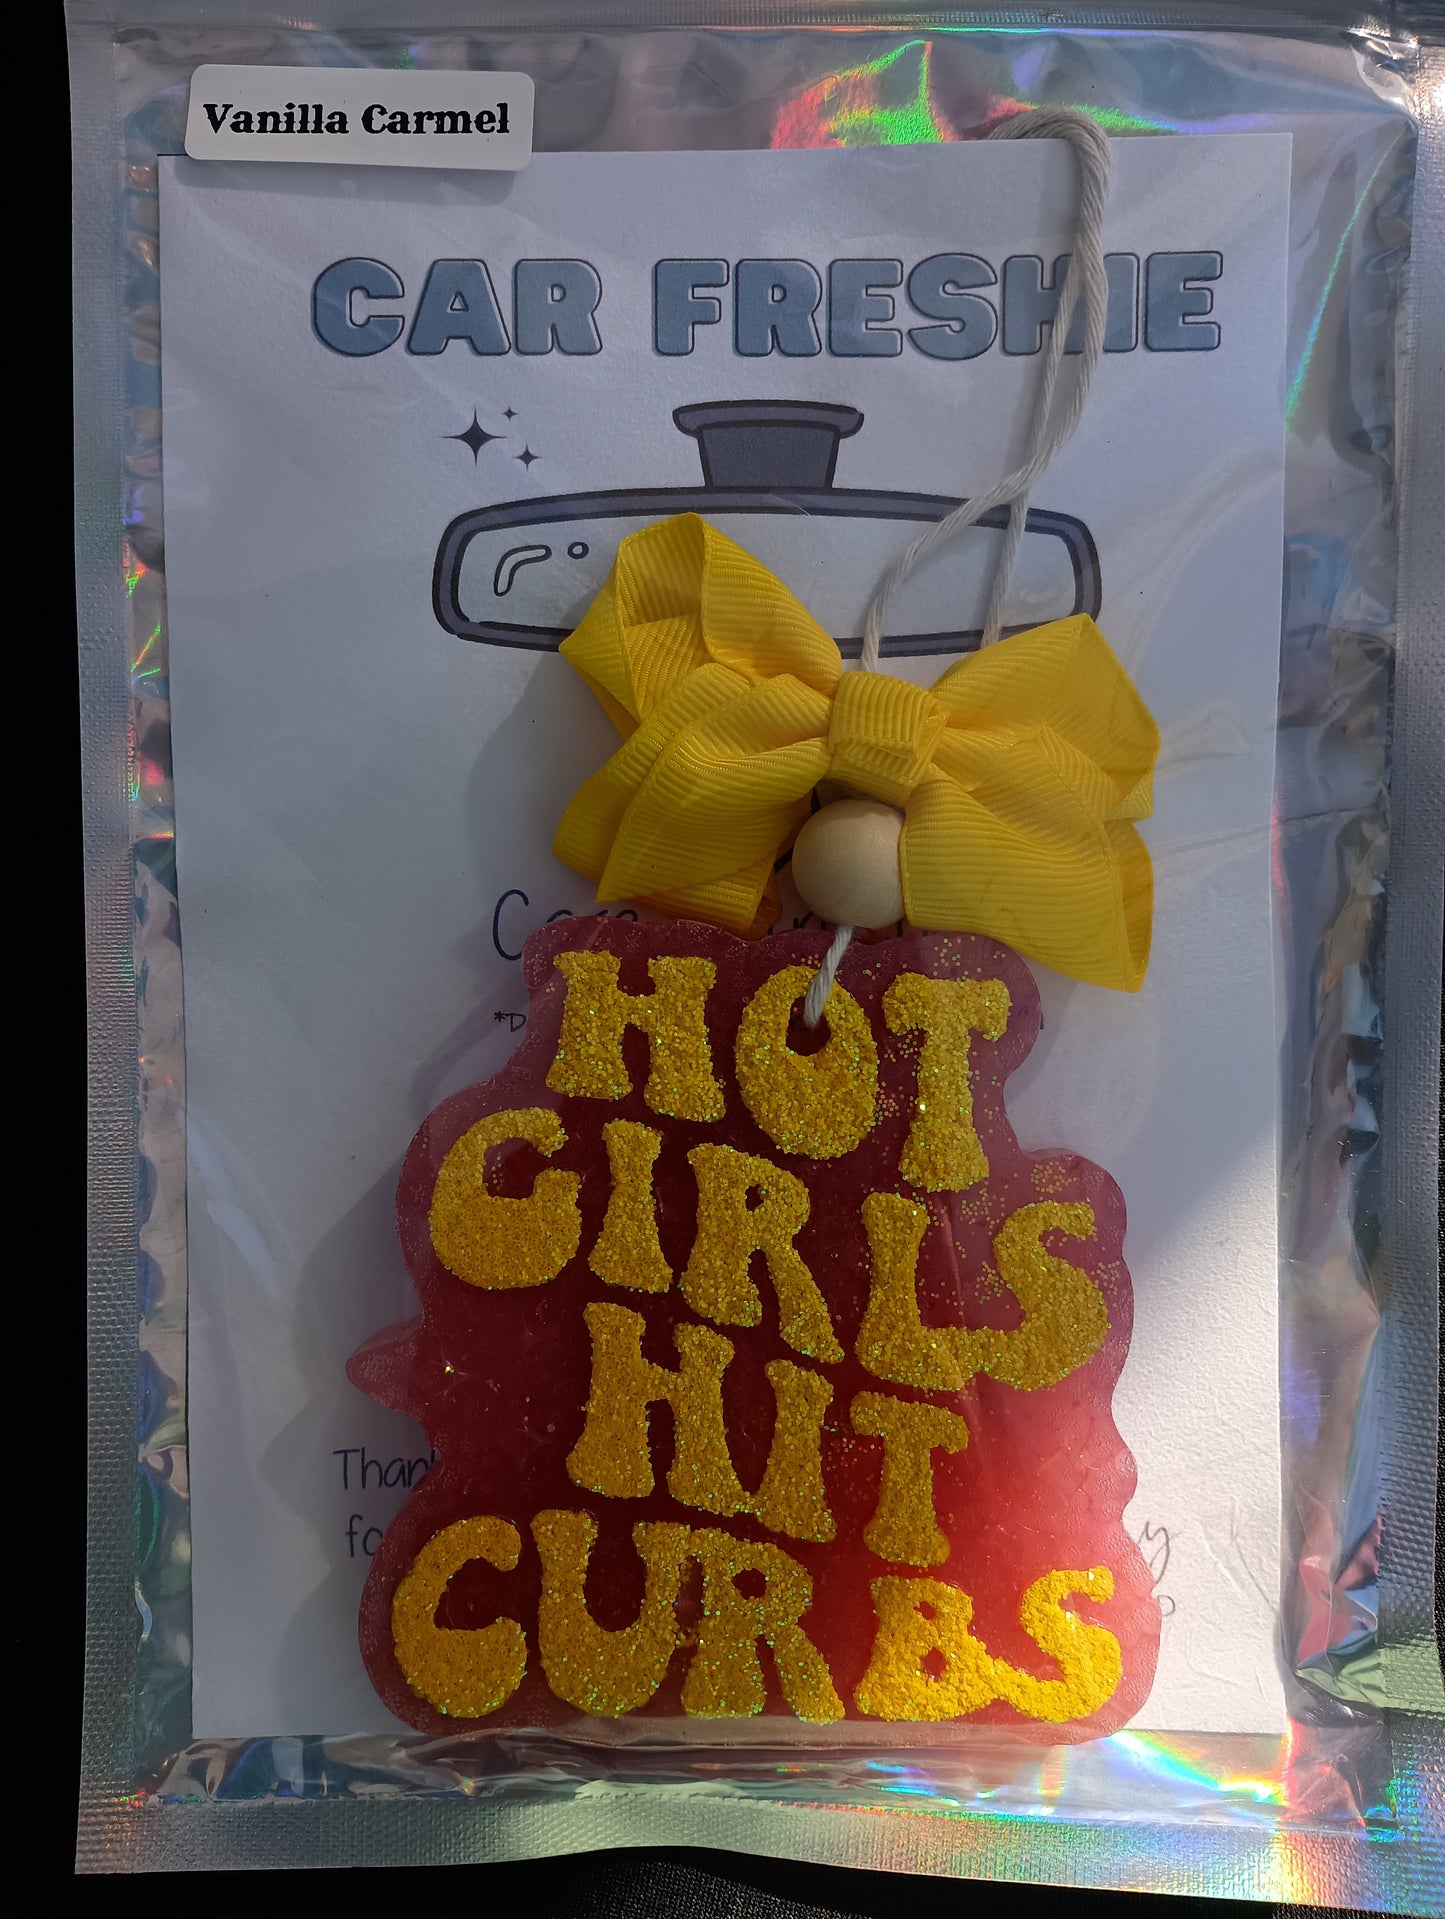 Vanilla Carmel
CAR FRESHIE
HOT
GIRLS
HIT
CURBS